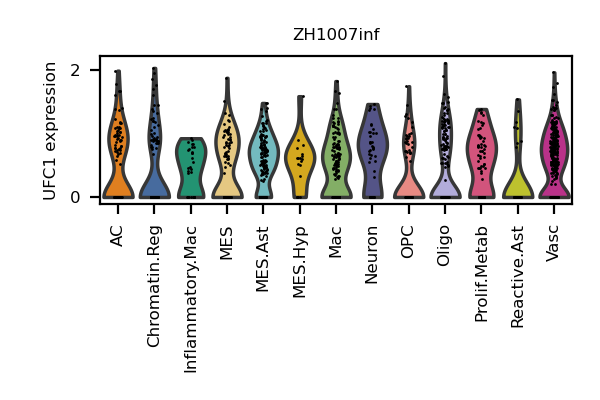 ZH1007inf
UFC1 expression
2
0
AC
Chromatin.Reg
Inflammatory.Mac
MES
MES.Ast
MES.Hyp
Mac
Neuron
OPC
Oligo
Prolif.Metab
Reactive.Ast
Vasc